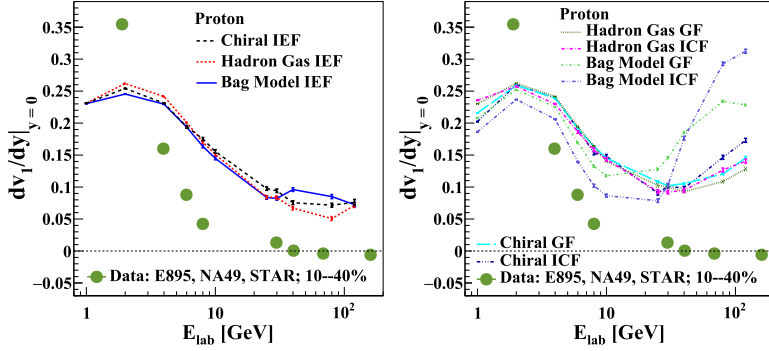 Proton
Chiral IEF
Hadron Gas IEF
Bag Model IEF
dv₁/dy|y = 0
0.35
0.3
0.25
0.2
0.15
0.1
0.05
0
−0.05
Data: E895, NA49, STAR; 10--40%
1
10
10²
E_lab [GeV]
Proton
Hadron Gas GF
Hadron Gas ICF
Bag Model GF
Bag Model ICF
dv₁/dy|y = 0
0.35
0.3
0.25
0.2
0.15
0.1
0.05
0
−0.05
Chiral GF
Chiral ICF
Data: E895, NA49, STAR; 10--40%
1
10
10²
E_lab [GeV]